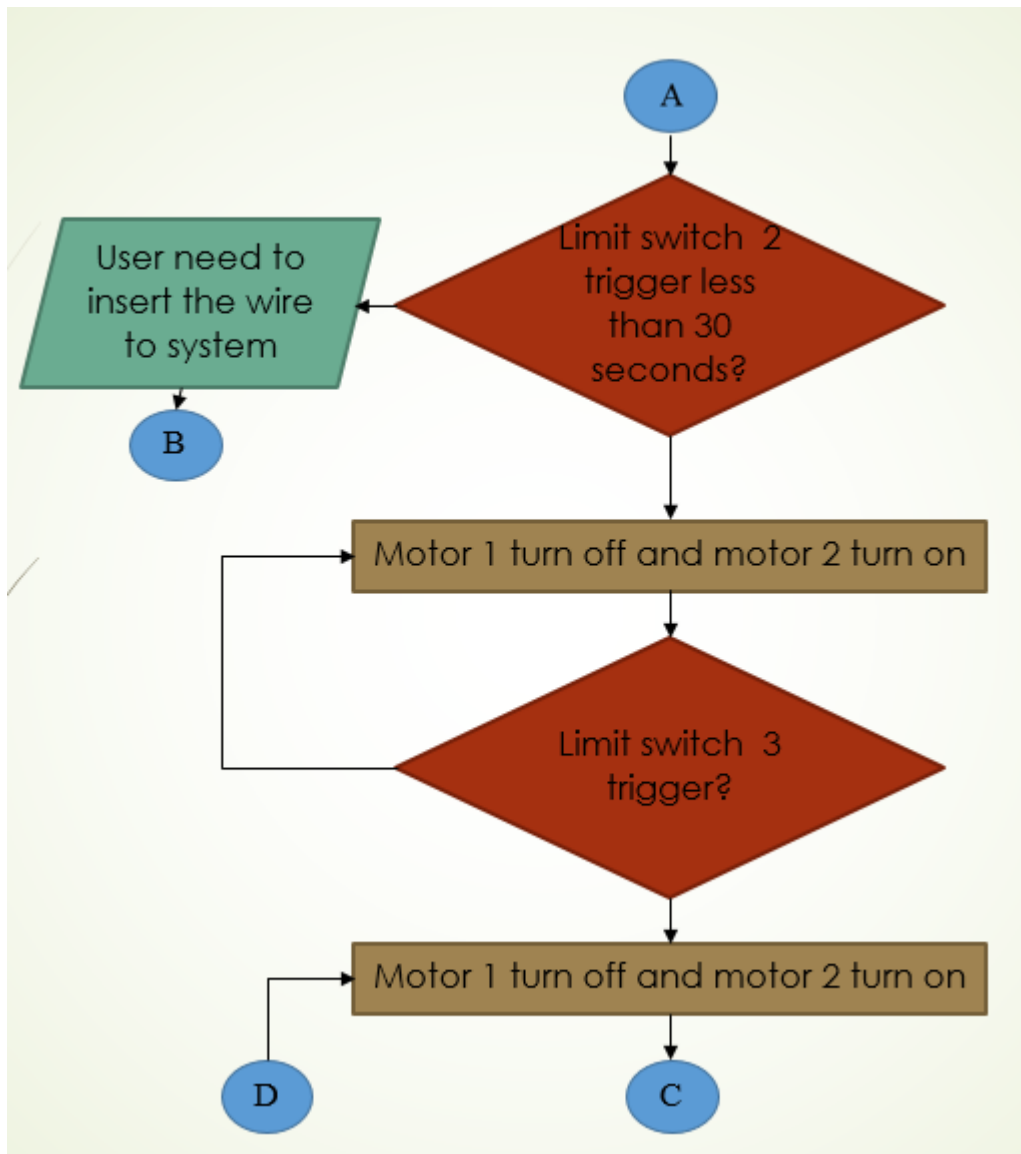 A
Limit switch  2
trigger less
than 30
seconds?
User need to
insert the wire
to system
B
Motor 1 turn off and motor 2 turn on
Limit switch  3
trigger?
Motor 1 turn off and motor 2 turn on
D
C